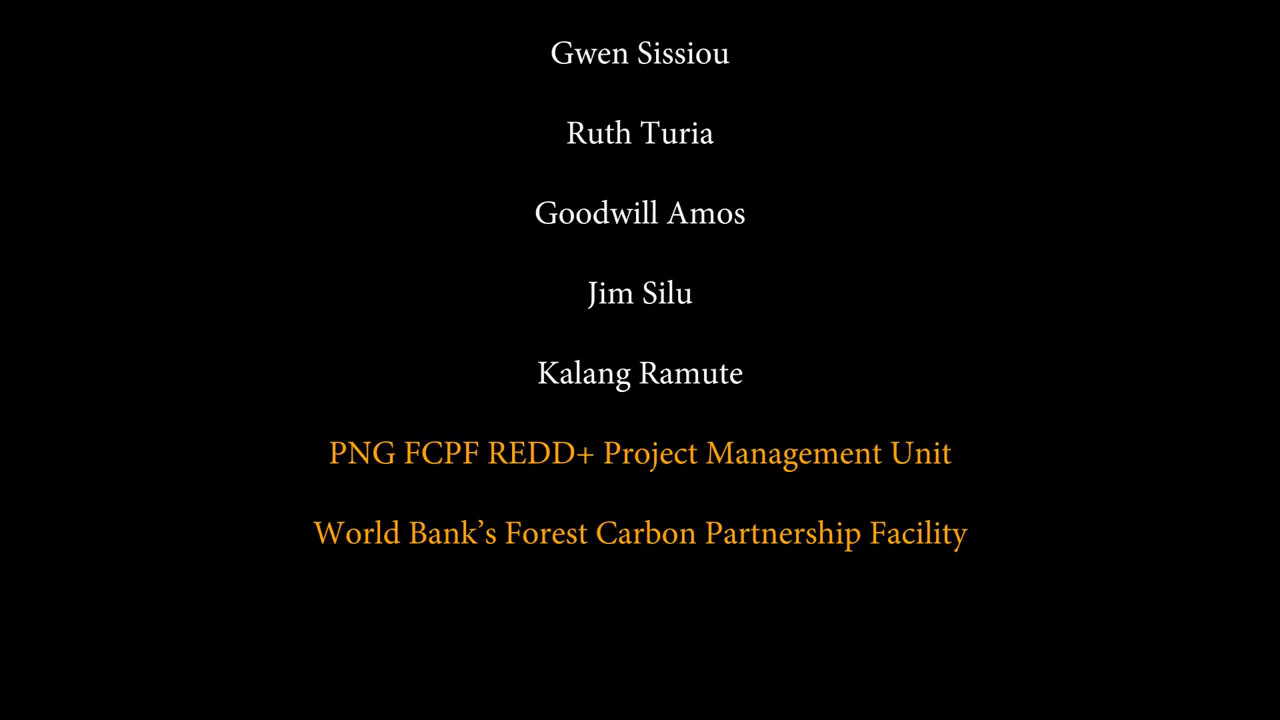 Gwen Sissiou
Ruth Turia
Goodwill Amos
Jim Silu
Kalang Ramute
PNG FCPF REDD+ Project Management Unit
World Bank’s Forest Carbon Partnership Facility